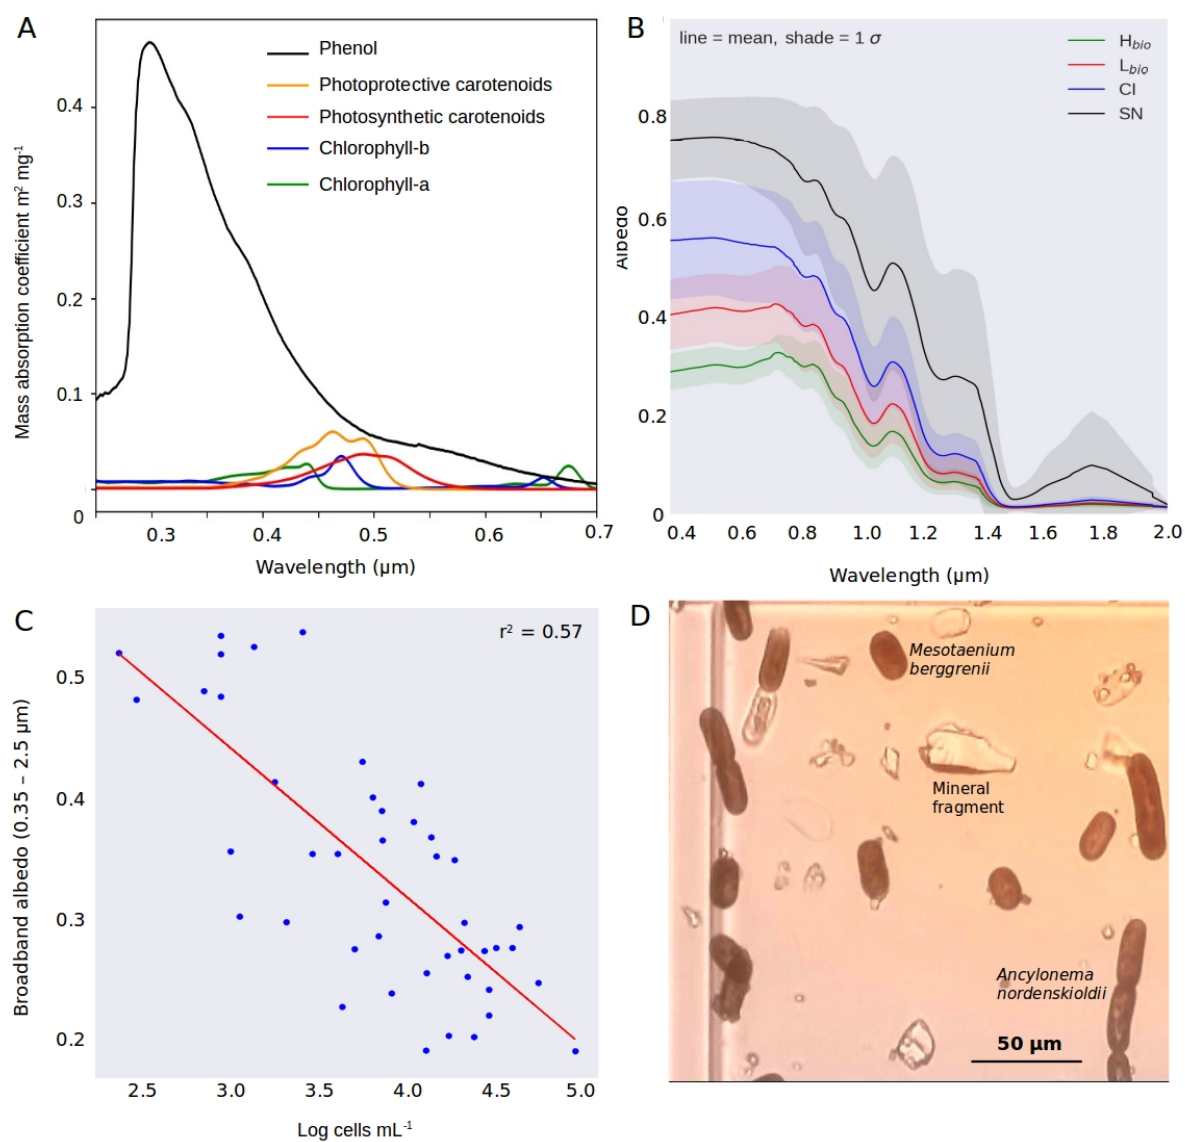 A
Phenol
Photoprotective carotenoids
Photosynthetic carotenoids
Chlorophyll-b
Chlorophyll-a
Mass absorption coefficient m² mg⁻¹
0.4
0.3
0.2
0.1
0
0.3 0.4 0.5 0.6 0.7
Wavelength (µm)
B
line = mean, shade = 1 σ
H_bio
L_bio
CI
SN
Albedo
0.8
0.6
0.4
0.2
0
0.4 0.6 0.8 1.0 1.2 1.4 1.6 1.8 2.0
Wavelength (µm)
C
r² = 0.57
Broadband albedo (0.35 – 2.5 µm)
0.5
0.4
0.3
0.2
2.5 3.0 3.5 4.0 4.5 5.0
Log cells mL⁻¹
D
Mesotaenium
berggrenii
Mineral
fragment
Ancylonema
nordenskioldii
50 µm